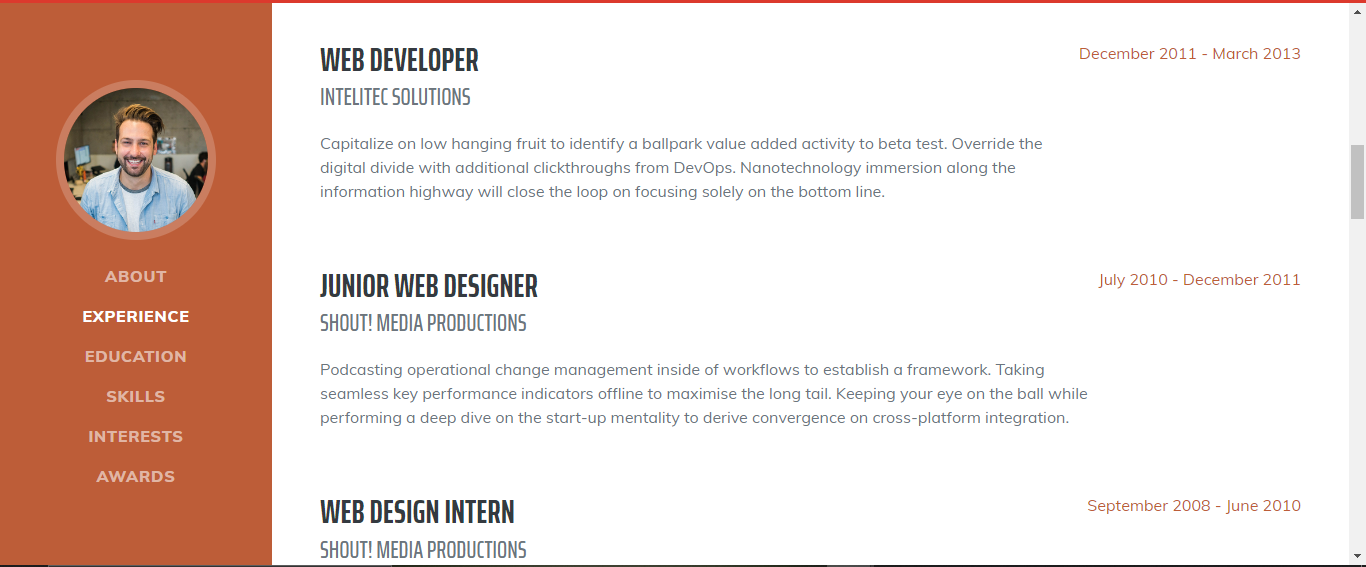 ABOUT
EXPERIENCE
EDUCATION
SKILLS
INTERESTS
AWARDS
WEB DEVELOPER
December 2011 - March 2013
INTELITEC SOLUTIONS
Capitalize on low hanging fruit to identify a ballpark value added activity to beta test. Override the
digital divide with additional clickthroughs from DevOps. Nanotechnology immersion along the
information highway will close the loop on focusing solely on the bottom line.
JUNIOR WEB DESIGNER
July 2010 - December 2011
SHOUT! MEDIA PRODUCTIONS
Podcasting operational change management inside of workflows to establish a framework. Taking
seamless key performance indicators offline to maximise the long tail. Keeping your eye on the ball while
performing a deep dive on the start-up mentality to derive convergence on cross-platform integration.
WEB DESIGN INTERN
September 2008 - June 2010
SHOUT! MEDIA PRODUCTIONS